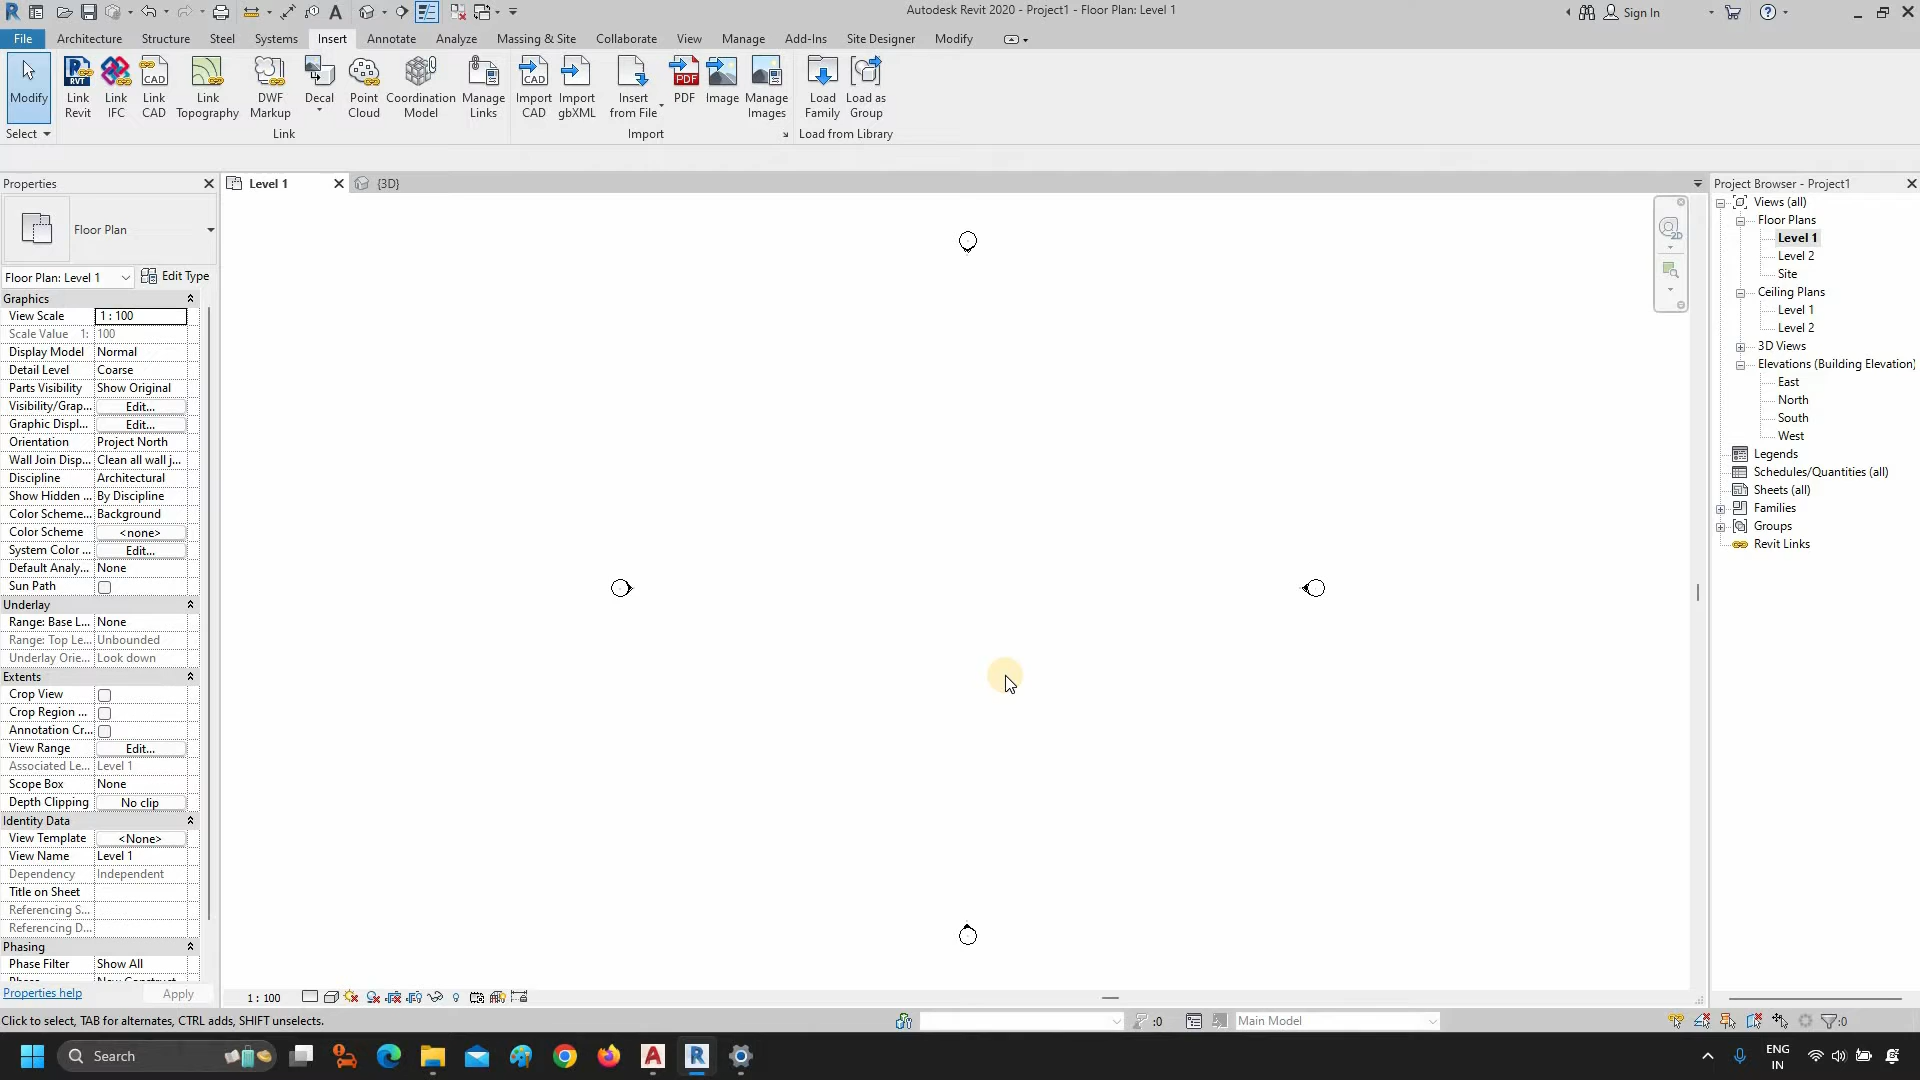 Autodesk Revit 2020 - Project1 - Floor Plan: Level 1
Sign In
File Architecture Structure Steel Systems Insert Annotate Analyze Massing & Site Collaborate View Manage Add-Ins Site Designer Modify
Modify
Link Revit
Link IFC
Link CAD
Link Topography
DWF Markup
Decal
Point Cloud
Coordination Model
Manage Links
Import CAD
Import gbXML
Insert from File
PDF
Image
Manage Images
Load Family
Load as Group
Select Link Import Load from Library
Properties
Level 1
{3D}
Project Browser - Project1
Floor Plan
Floor Plan: Level 1
Edit Type
Graphics
View Scale 1 : 100
Scale Value 1: 100
Display Model Normal
Detail Level Coarse
Parts Visibility Show Original
Visibility/Grap... Edit...
Graphic Displ... Edit...
Orientation Project North
Wall Join Disp... Clean all wall j...
Discipline Architectural
Show Hidden ... By Discipline
Color Scheme... Background
Color Scheme <none>
System Color ... Edit...
Default Analy... None
Sun Path
Underlay
Range: Base L... None
Range: Top Le... Unbounded
Underlay Orie... Look down
Extents
Crop View
Crop Region ...
Annotation Cr...
View Range Edit...
Associated Le... Level 1
Scope Box None
Depth Clipping No clip
Identity Data
View Template <None>
View Name Level 1
Dependency Independent
Title on Sheet
Referencing S...
Referencing D...
Phasing
Phase Filter Show All
Properties help
Apply
2D
Views (all)
Floor Plans
Level 1
Level 2
Site
Ceiling Plans
Level 1
Level 2
3D Views
Elevations (Building Elevation)
East
North
South
West
Legends
Schedules/Quantities (all)
Sheets (all)
Families
Groups
Revit Links
1 : 100
Click to select, TAB for alternates, CTRL adds, SHIFT unselects.
:0
Main Model
:0
Search
ENG
IN